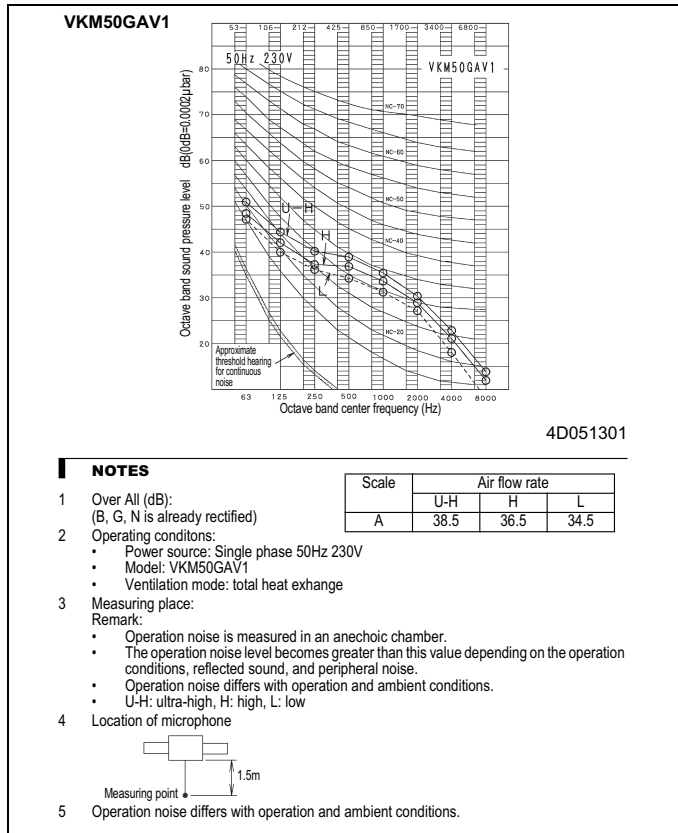 VKM50GAV1
53 106 212 425 850 1700 3400 6800
50Hz 230V
VKM50GAV1
80
NC-70
70
NC-60
60
NC-50
50
U-H
NC-40
H
40
L
30
NC-20
20
Octave band sound pressure level dB(0dB=0.0002µbar)
Approximate
threshold hearing
for continuous
noise
63 125 250 500 1000 2000 4000 8000
Octave band center frequency (Hz)
4D051301
NOTES
Scale Air flow rate
U-H H L
A 38.5 36.5 34.5
1 Over All (dB):
(B, G, N is already rectified)
2 Operating conditons:
• Power source: Single phase 50Hz 230V
• Model: VKM50GAV1
• Ventilation mode: total heat exhange
3 Measuring place:
Remark:
• Operation noise is measured in an anechoic chamber.
• The operation noise level becomes greater than this value depending on the operation
conditions, reflected sound, and peripheral noise.
• Operation noise differs with operation and ambient conditions.
• U-H: ultra-high, H: high, L: low
4 Location of microphone
1.5m
Measuring point
5 Operation noise differs with operation and ambient conditions.